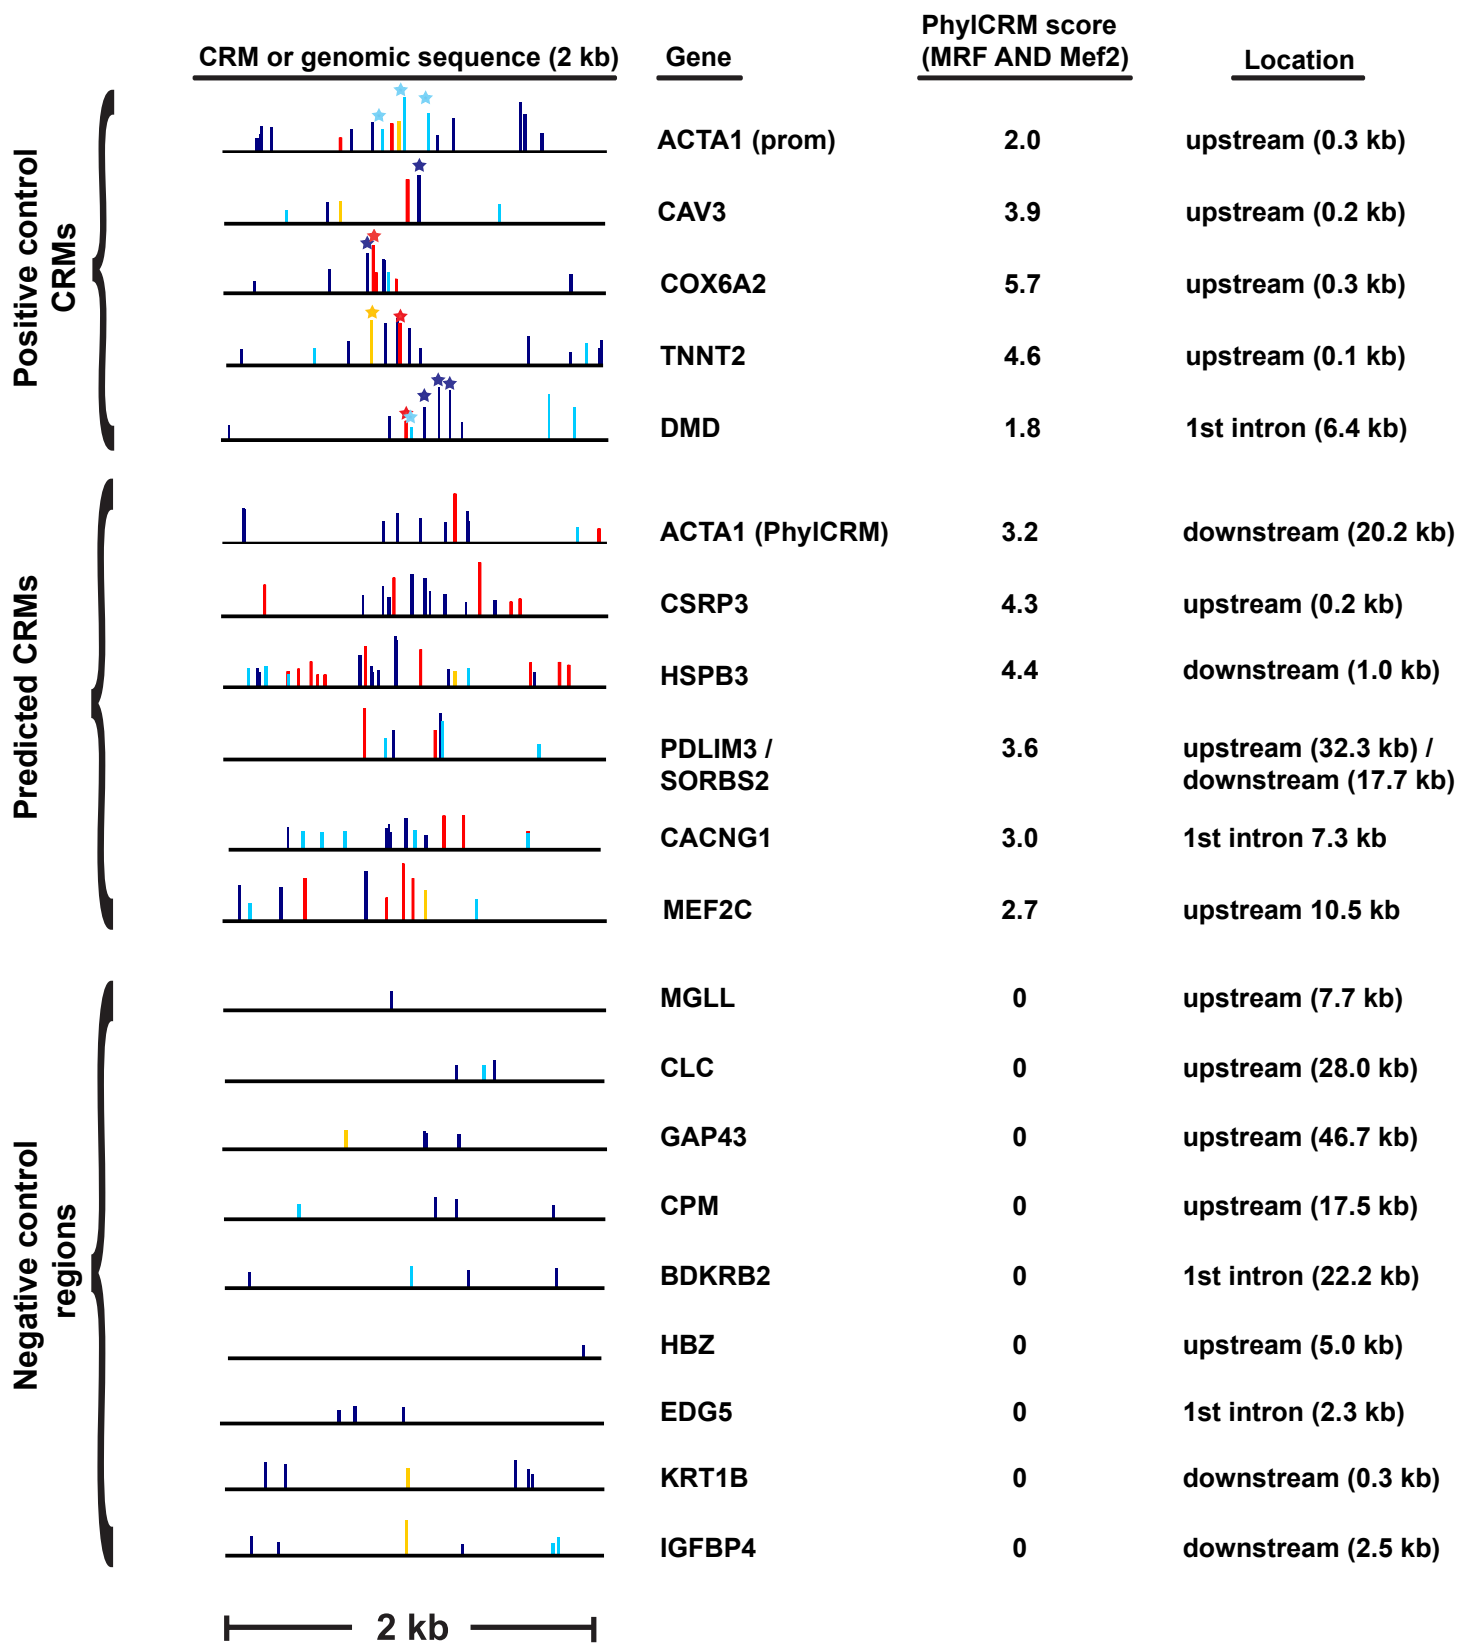 CRM or genomic sequence (2 kb) Gene PhylCRM score (MRF AND Mef2) Location
Positive control CRMs
ACTA1 (prom) 2.0 upstream (0.3 kb)
CAV3 3.9 upstream (0.2 kb)
COX6A2 5.7 upstream (0.3 kb)
TNNT2 4.6 upstream (0.1 kb)
DMD 1.8 1st intron (6.4 kb)
Predicted CRMs
ACTA1 (PhylCRM) 3.2 downstream (20.2 kb)
CSRP3 4.3 upstream (0.2 kb)
HSPB3 4.4 downstream (1.0 kb)
PDLIM3 / 3.6 upstream (32.3 kb) /
SORBS2 downstream (17.7 kb)
CACNG1 3.0 1st intron 7.3 kb
MEF2C 2.7 upstream 10.5 kb
Negative control regions
MGLL 0 upstream (7.7 kb)
CLC 0 upstream (28.0 kb)
GAP43 0 upstream (46.7 kb)
CPM 0 upstream (17.5 kb)
BDKRB2 0 1st intron (22.2 kb)
HBZ 0 upstream (5.0 kb)
EDG5 0 1st intron (2.3 kb)
KRT1B 0 downstream (0.3 kb)
IGFBP4 0 downstream (2.5 kb)
2 kb